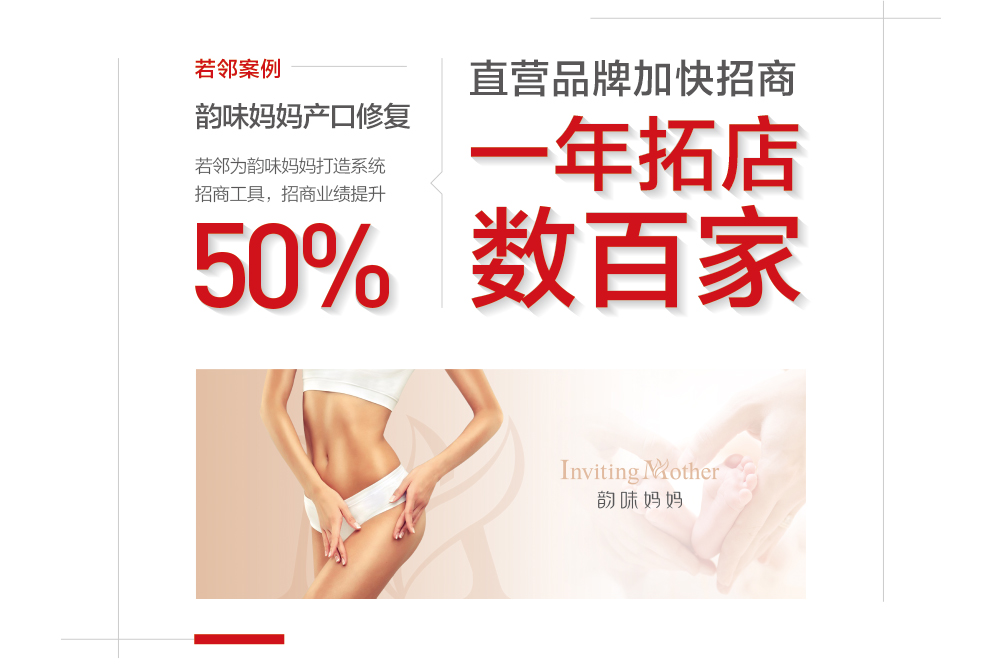 若邻案例
韵味妈妈产口修复
若邻为韵味妈妈打造系统
招商工具，招商业绩提升
50%
直营品牌加快招商
一年拓店
数百家
Inviting Mother
韵味妈妈